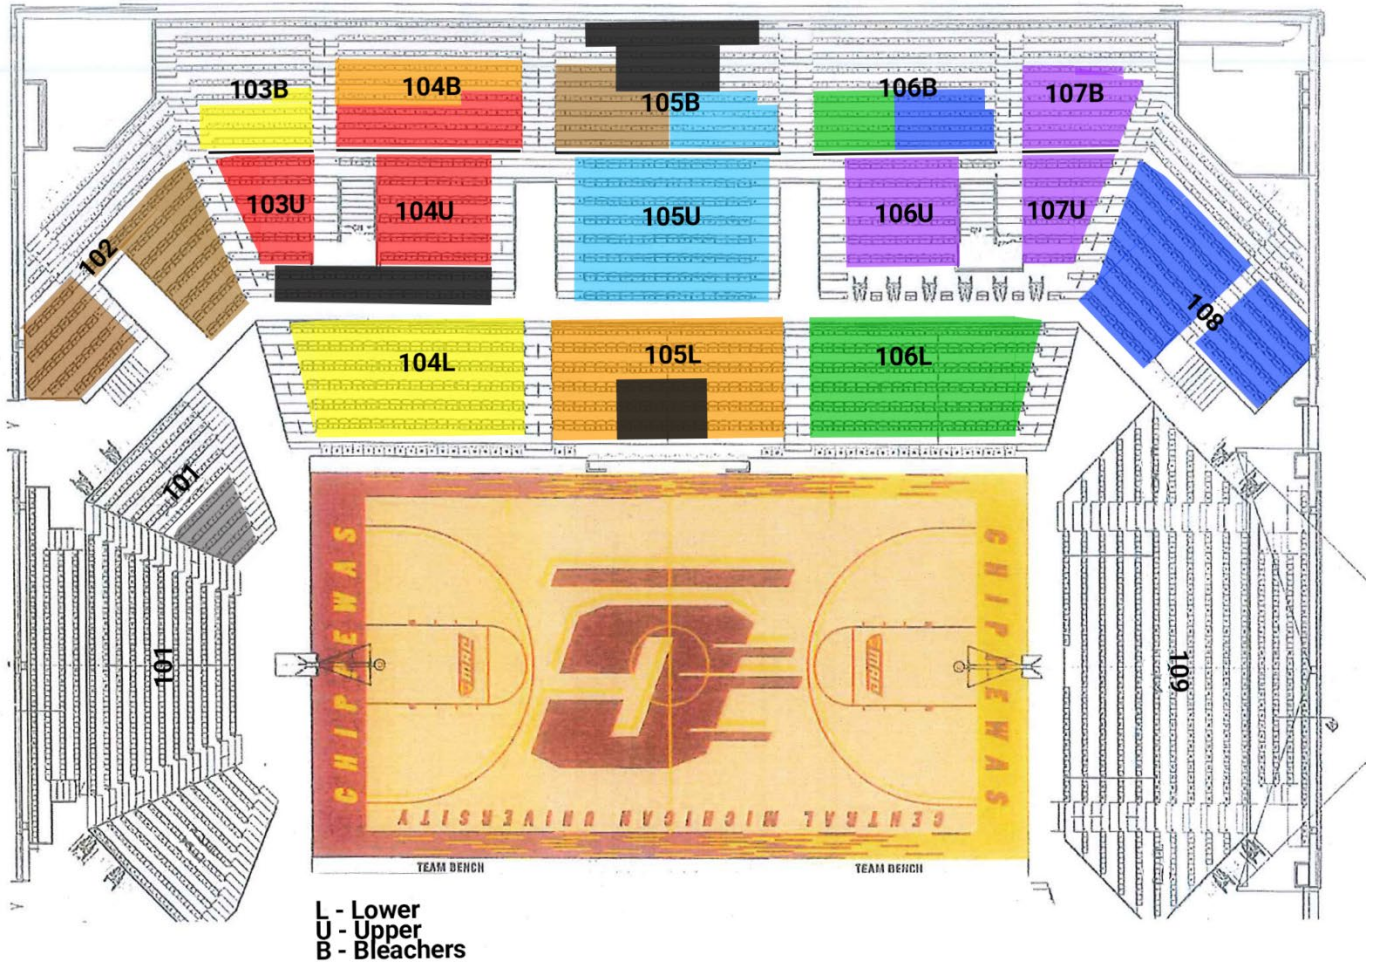 103B
104B
105B
106B
107B
103U
104U
105U
106U
107U
102
108
104L
105L
106L
101
101
109
CHIPPEWAS
CHIPPEWAS
CENTRAL MICHIGAN UNIVERSITY
TEAM BENCH
TEAM BENCH
L - Lower
U - Upper
B - Bleachers